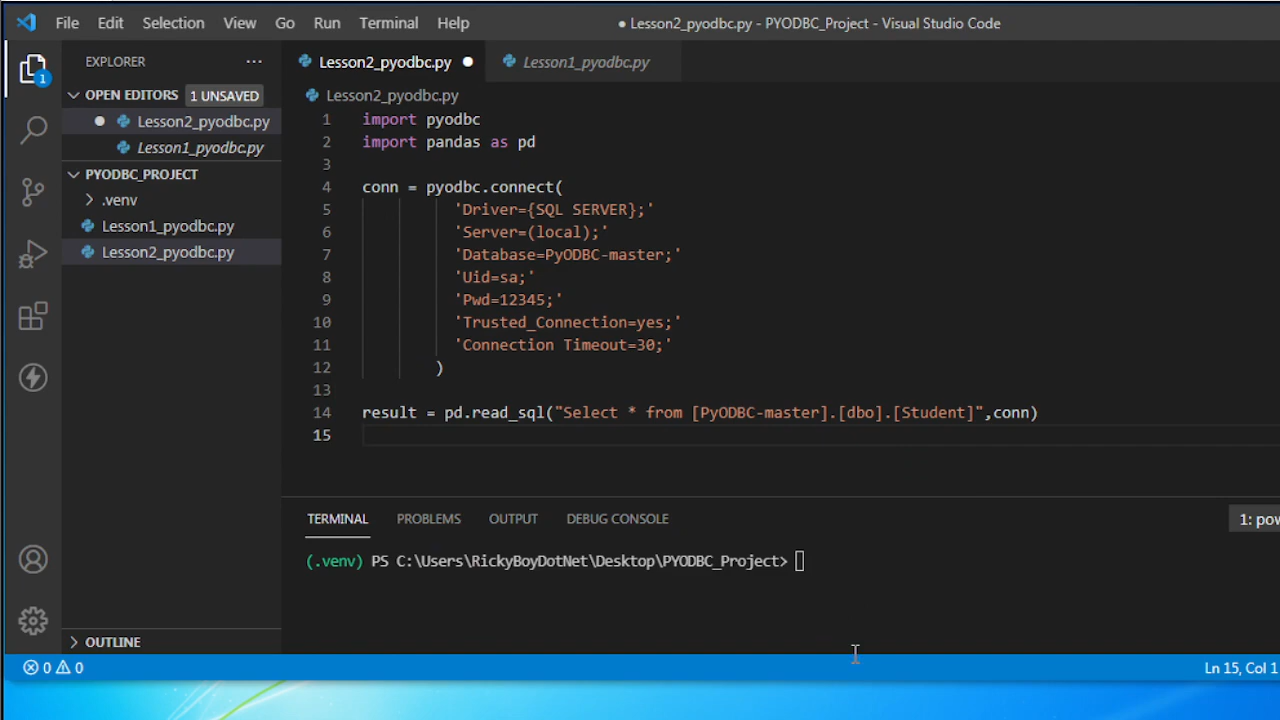 File Edit Selection View Go Run Terminal Help
● Lesson2_pyodbc.py - PYODBC_Project - Visual Studio Code
EXPLORER ···
1
OPEN EDITORS 1 UNSAVED
Lesson2_pyodbc.py
Lesson1_pyodbc.py
PYODBC_PROJECT
.venv
Lesson1_pyodbc.py
Lesson2_pyodbc.py
OUTLINE
Lesson2_pyodbc.py ● Lesson1_pyodbc.py
Lesson2_pyodbc.py
1 import pyodbc
2 import pandas as pd
3
4 conn = pyodbc.connect(
5 'Driver={SQL SERVER};'
6 'Server=(local);'
7 'Database=PyODBC-master;'
8 'Uid=sa;'
9 'Pwd=12345;'
10 'Trusted_Connection=yes;'
11 'Connection Timeout=30;'
12 )
13
14 result = pd.read_sql("Select * from [PyODBC-master].[dbo].[Student]",conn)
15
TERMINAL PROBLEMS OUTPUT DEBUG CONSOLE 1: pow
(.venv) PS C:\Users\RickyBoyDotNet\Desktop\PYODBC_Project>
0 0 Ln 15, Col 1